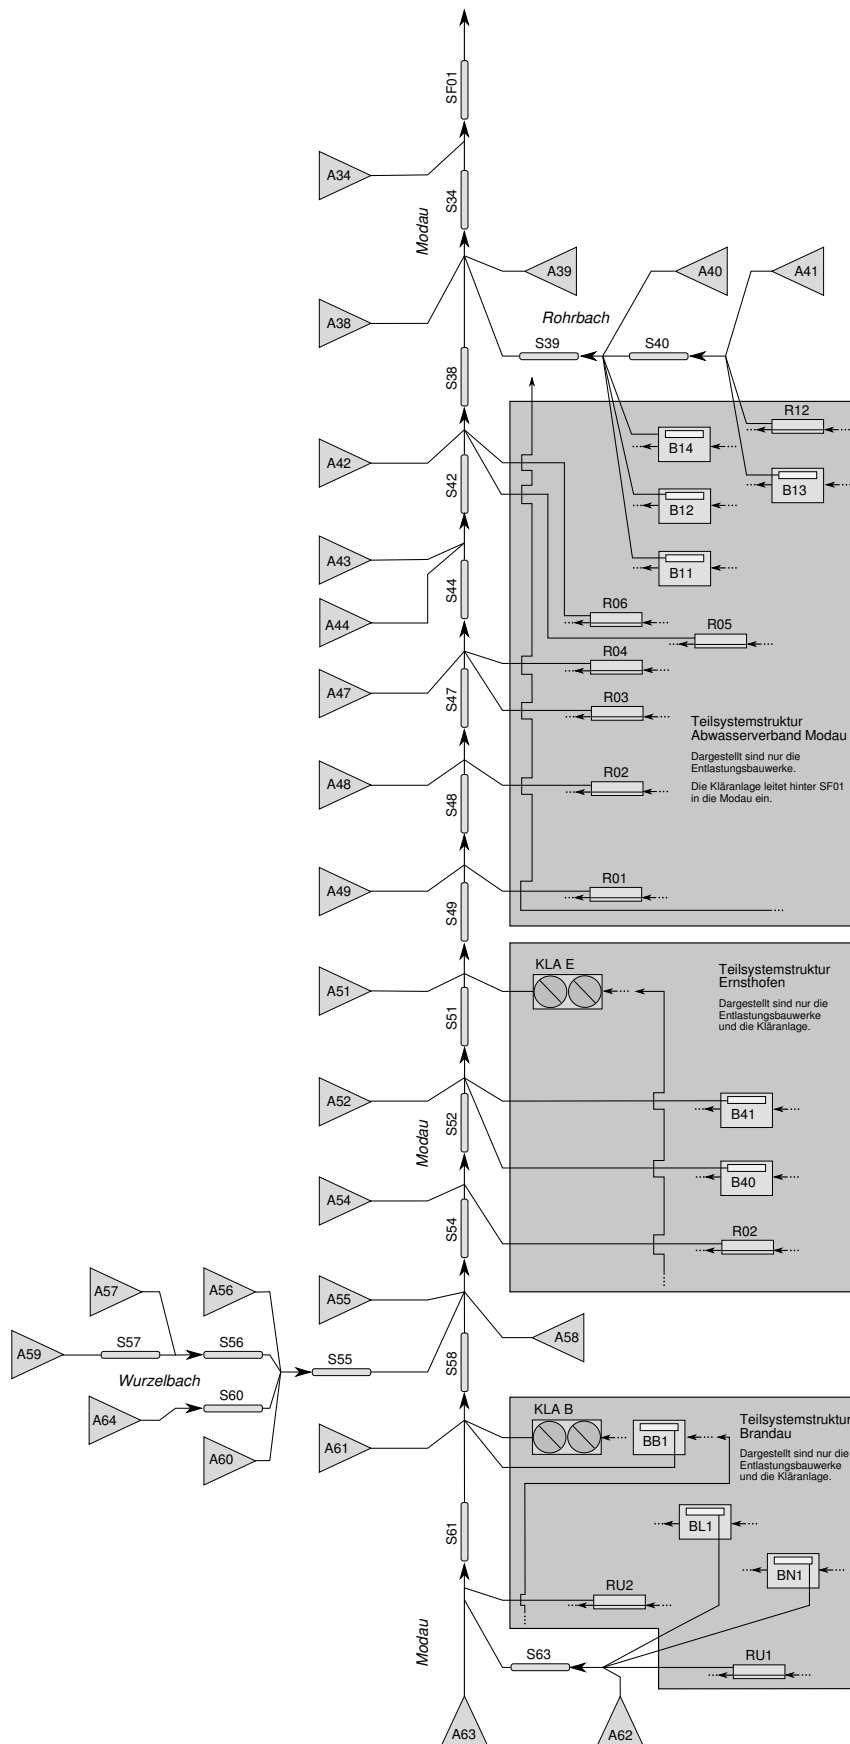 SF01
A34
S34
Modau
A39
A40
A41
A38
Rohrbach
S39
S40
S38
R12
B14
A42
S42
B13
B12
A43
B11
S44
R06
A44
R05
R04
A47
S47
R03
Teilsystemstruktur
Abwasserverband Modau
Dargestellt sind nur die
Entlastungsbauwerke.
Die Kläranlage leitet hinter SF01
in die Modau ein.
R02
A48
S48
R01
A49
S49
KLA E
Teilsystemstruktur
Ernsthofen
Dargestellt sind nur die
Entlastungsbauwerke
und die Kläranlage.
A51
S51
A52
B41
S52
Modau
B40
A54
S54
R02
A57
A56
A55
A58
S57
S56
A59
S55
S58
Wurzelbach
S60
A64
KLA B
Teilsystemstruktur
Brandau
Dargestellt sind nur die
Entlastungsbauwerke
und die Kläranlage.
BB1
A61
A60
S61
BL1
BN1
RU2
Modau
S63
RU1
A63
A62